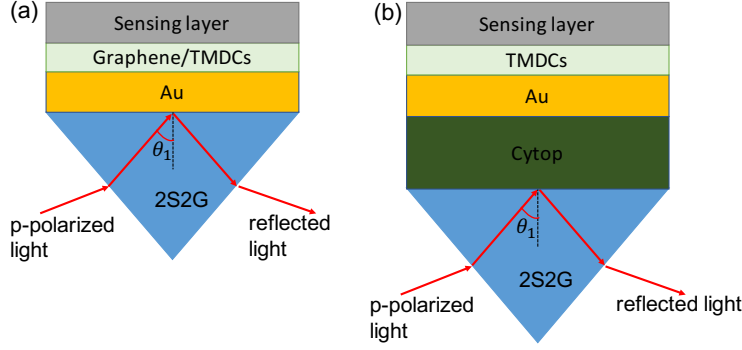 (a)
Sensing layer
Graphene/TMDCs
Au
θ1
2S2G
p-polarized
light
reflected
light
(b)
Sensing layer
TMDCs
Au
Cytop
θ1
2S2G
p-polarized
light
reflected light